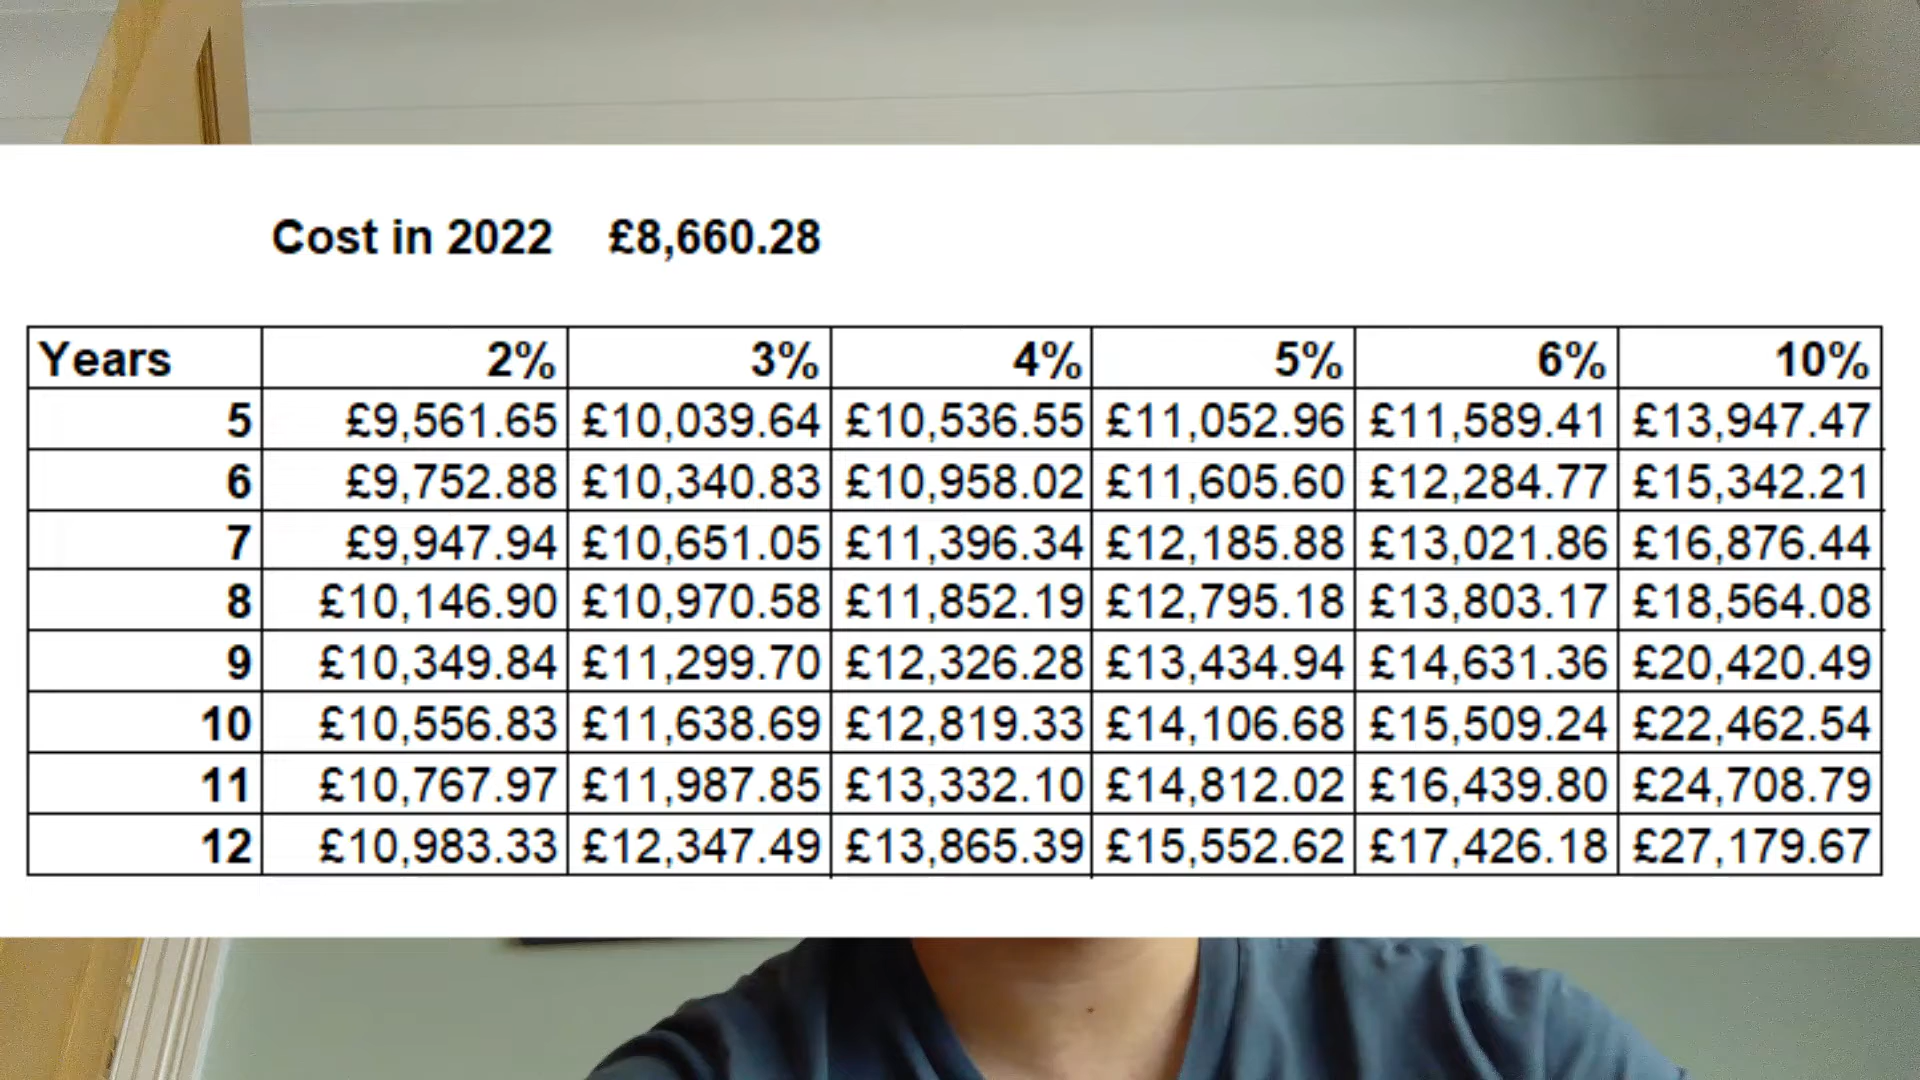 Cost in 2022 £8,660.28
Years 2% 3% 4% 5% 6% 10%
5 £9,561.65 £10,039.64 £10,536.55 £11,052.96 £11,589.41 £13,947.47
6 £9,752.88 £10,340.83 £10,958.02 £11,605.60 £12,284.77 £15,342.21
7 £9,947.94 £10,651.05 £11,396.34 £12,185.88 £13,021.86 £16,876.44
8 £10,146.90 £10,970.58 £11,852.19 £12,795.18 £13,803.17 £18,564.08
9 £10,349.84 £11,299.70 £12,326.28 £13,434.94 £14,631.36 £20,420.49
10 £10,556.83 £11,638.69 £12,819.33 £14,106.68 £15,509.24 £22,462.54
11 £10,767.97 £11,987.85 £13,332.10 £14,812.02 £16,439.80 £24,708.79
12 £10,983.33 £12,347.49 £13,865.39 £15,552.62 £17,426.18 £27,179.67